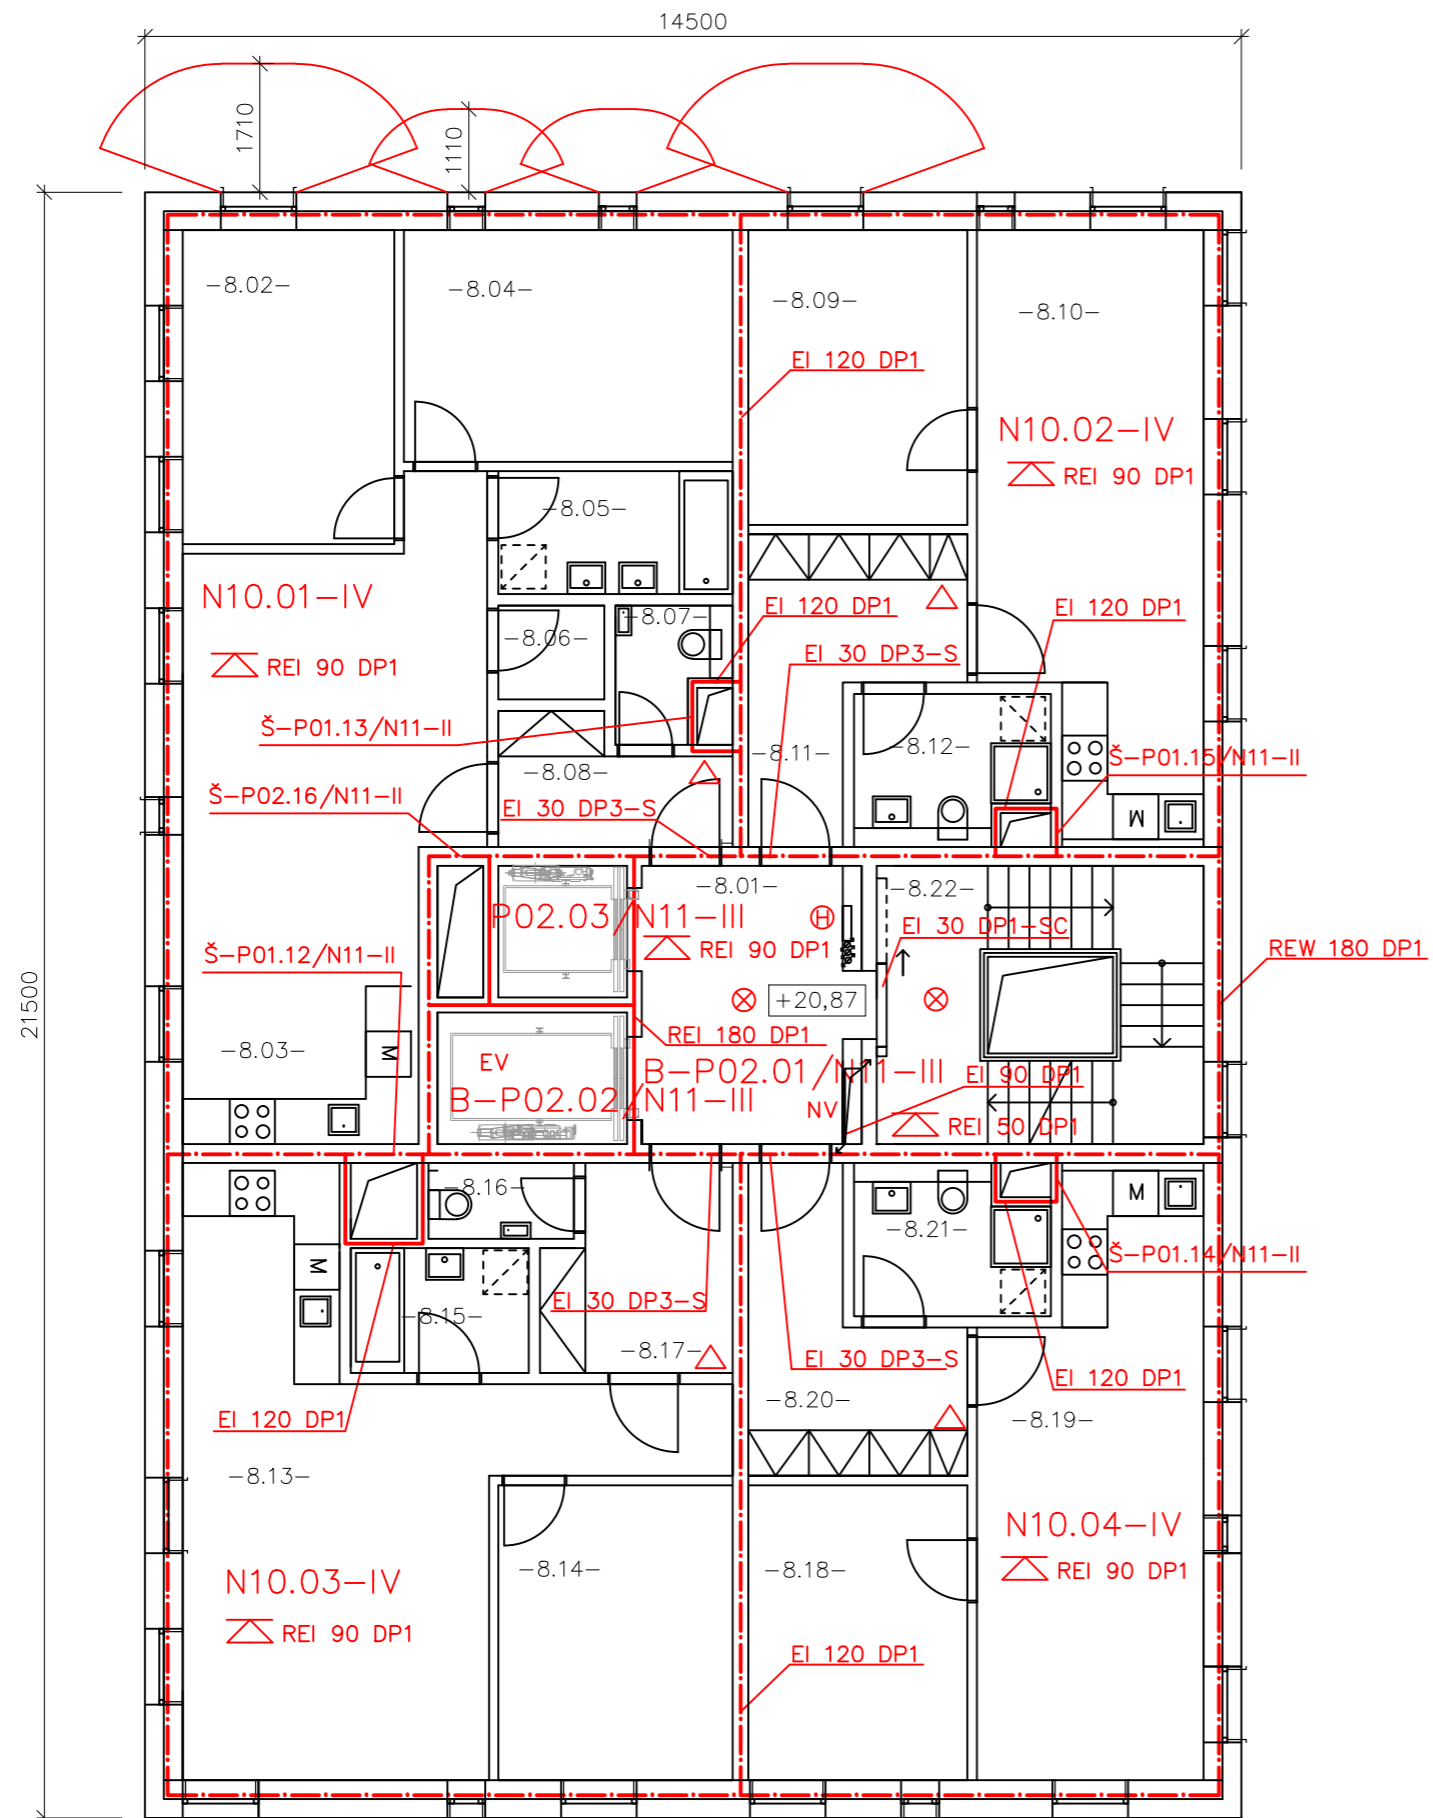 14500
1710
1110
-8.02-
-8.04-
-8.09-
-8.10-
EI 120 DP1
N10.02-IV
REI 90 DP1
-8.05-
N10.01-IV
EI 120 DP1
EI 120 DP1
-8.07-
-8.06-
REI 90 DP1
EI 30 DP3-S
Š-P01.13/N11-II
-8.11-
-8.12-
Š-P01.15/N11-II
-8.08-
Š-P02.16/N11-II
EI 30 DP3-S
M
-8.01-
-8.22-
P02.03/N11-III
H
EI 30 DP1-SC
REI 90 DP1
Š-P01.12/N11-II
REW 180 DP1
+20,87
21500
REI 180 DP1
-8.03-
M
EV
B-P02.01/N11-III
EI 90 DP1
B-P02.02/N11-III
NV
REI 50 DP1
-8.16-
M
-8.21-
M
Š-P01.14/N11-II
EI 30 DP3-S
-8.15-
-8.17-
EI 30 DP3-S
EI 120 DP1
-8.20-
EI 120 DP1
-8.19-
-8.13-
N10.04-IV
-8.14-
-8.18-
REI 90 DP1
N10.03-IV
REI 90 DP1
EI 120 DP1